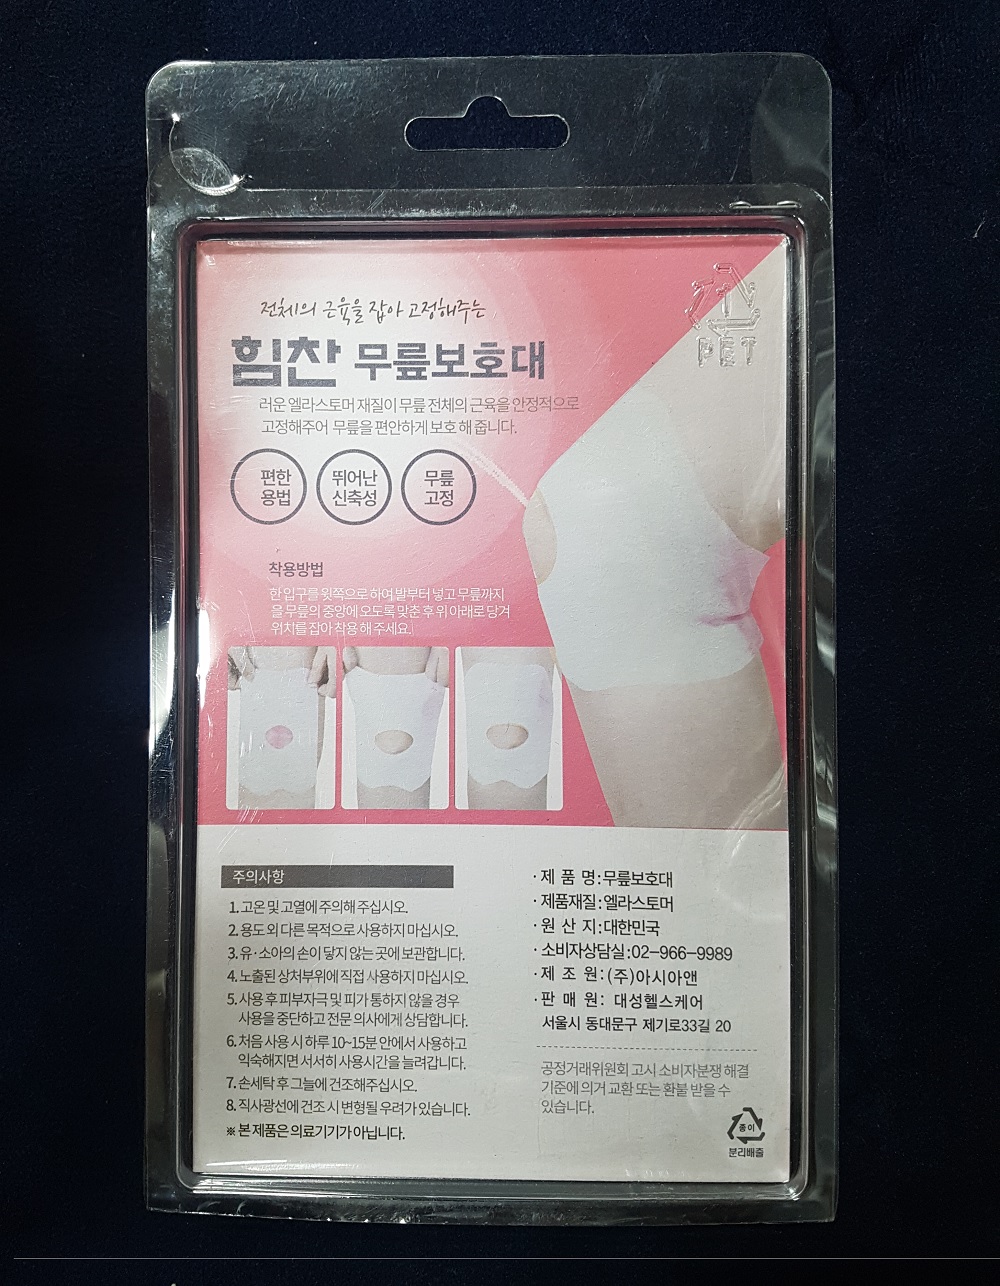 전체의 근육을 잡아 고정해주는
힘찬 무릎보호대
러운 엘라스토머 재질이 무릎 전체의 근육을 안정적으로
고정해주어 무릎을 편안하게 보호 해 줍니다.
편한
용법
뛰어난
신축성
무릎
고정
착용방법
한 입구를 윗쪽으로 하여 발부터 넣고 무릎까지
을 무릎의 중앙에 오도록 맞춘 후 위 아래로 당겨
위치를 잡아 착용 해 주세요.
PET
주의사항
1. 고온 및 고열에 주의해 주십시오.
2. 용도 외 다른 목적으로 사용하지 마십시오.
3. 유·소아의 손이 닿지 않는 곳에 보관합니다.
4. 노출된 상처부위에 직접 사용하지 마십시오.
5. 사용 후 피부자극 및 피가 통하지 않을 경우
사용을 중단하고 전문 의사에게 상담합니다.
6. 처음 사용 시 하루 10~15분 안에서 사용하고
익숙해지면 서서히 사용시간을 늘려갑니다.
7. 손세탁 후 그늘에 건조해주십시오.
8. 직사광선에 건조 시 변형될 우려가 있습니다.
※ 본 제품은 의료기기가 아닙니다.
· 제 품 명 : 무릎보호대
· 제품재질 : 엘라스토머
· 원 산 지 : 대한민국
· 소비자상담실 : 02-966-9989
· 제 조 원 : (주)아시아앤
· 판 매 원 : 대성헬스케어
서울시 동대문구 제기로33길 20
공정거래위원회 고시 소비자분쟁 해결
기준에 의거 교환 또는 환불 받을 수
있습니다.
종이
분리배출